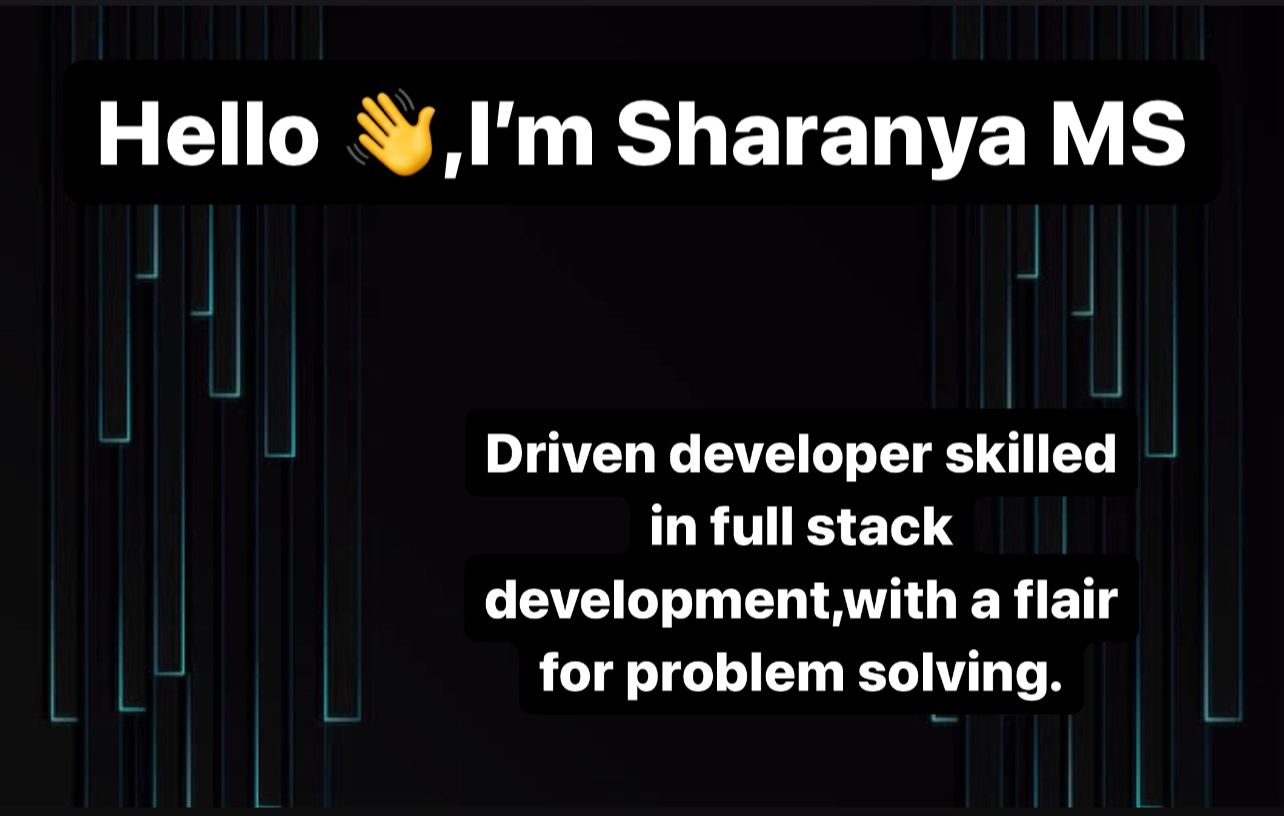 Hello 👋,I’m Sharanya MS
Driven developer skilled
in full stack
development,with a flair
for problem solving.